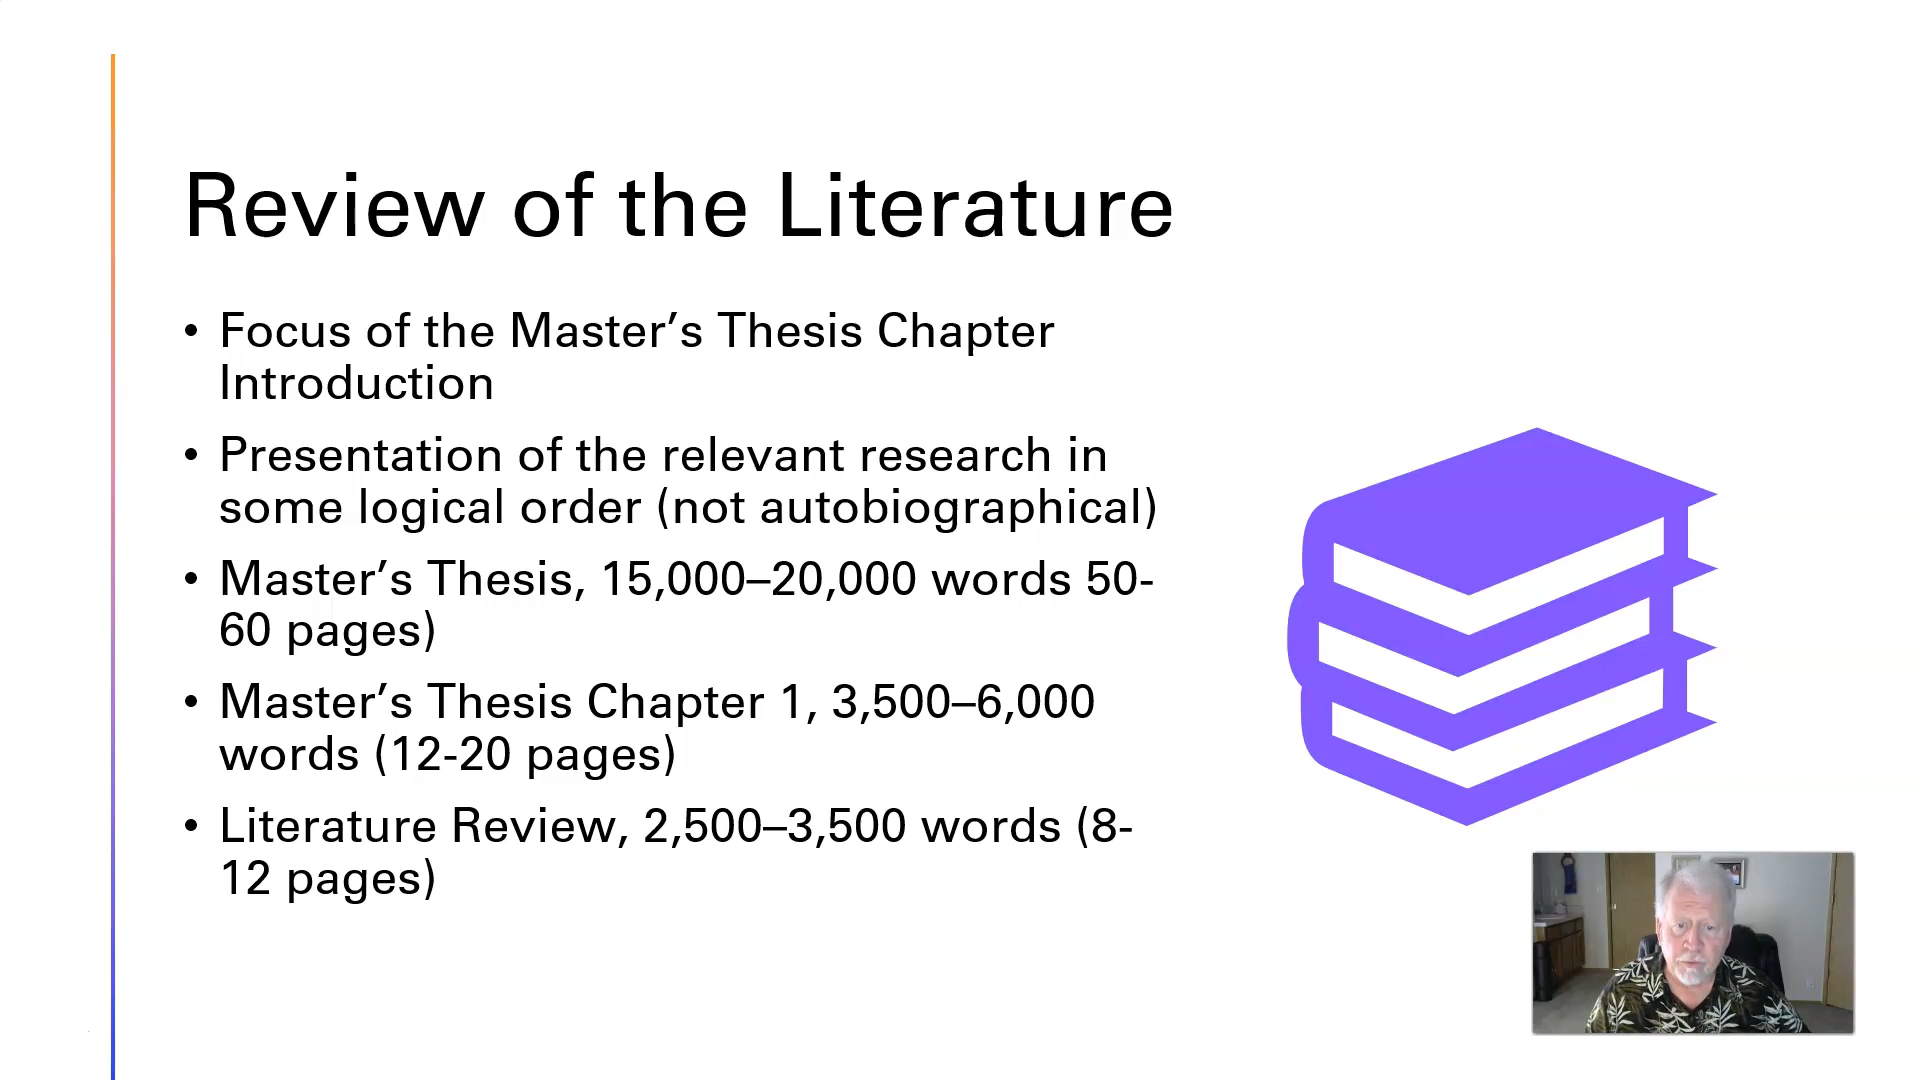 Review of the Literature
• Focus of the Master’s Thesis Chapter
Introduction
• Presentation of the relevant research in
some logical order (not autobiographical)
• Master’s Thesis, 15,000–20,000 words 50-
60 pages)
• Master’s Thesis Chapter 1, 3,500–6,000
words (12-20 pages)
• Literature Review, 2,500–3,500 words (8-
12 pages)